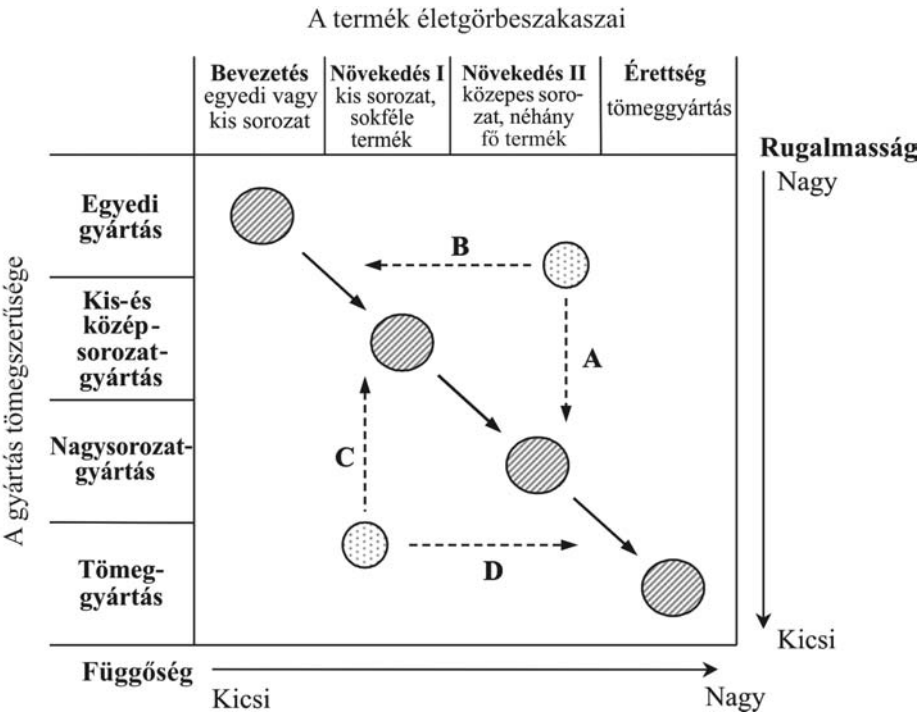 A termék életgörbeszakaszai
Bevezetés
egyedi vagy
kis sorozat
Növekedés I
kis sorozat,
sokféle
termék
Növekedés II
közepes soro-
zat, néhány
fő termék
Érettség
tömeggyártás
Rugalmasság
Nagy
Kicsi
A gyártás tömegszerűsége
Egyedi
gyártás
Kis-és
közép-
sorozat-
gyártás
Nagysorozat-
gyártás
Tömeg-
gyártás
B
A
C
D
Függőség
Kicsi
Nagy